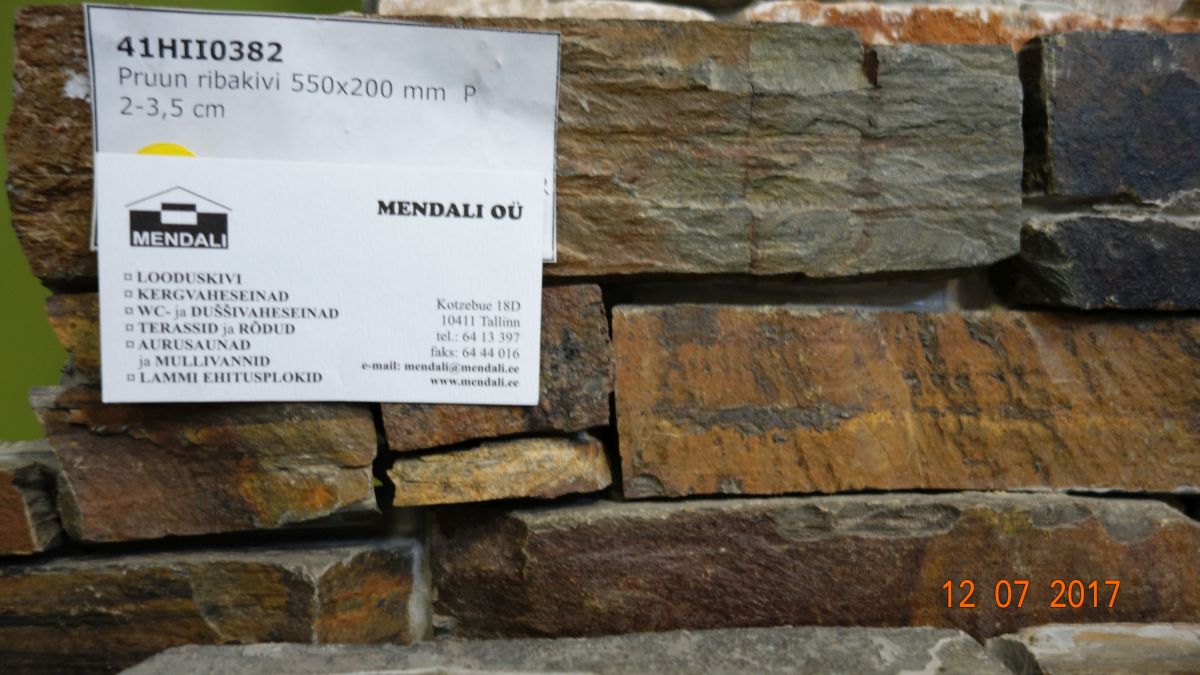 41HII0382
Pruun ribakivi 550x200 mm P
2-3,5 cm
MENDALI
MENDALI OÜ
LOODUSKIVI
KERGVAHESEINAD
WC- ja DUŠŠIVAHESEINAD
TERASSID ja RÕDUD
AURUSAUNAD
ja MULLIVANNID
LAMMI EHITUSPLOKID
Kotzebue 18D
10411 Tallinn
tel.: 64 13 397
faks: 64 44 016
e-mail: mendali@mendali.ee
www.mendali.ee
12 07 2017